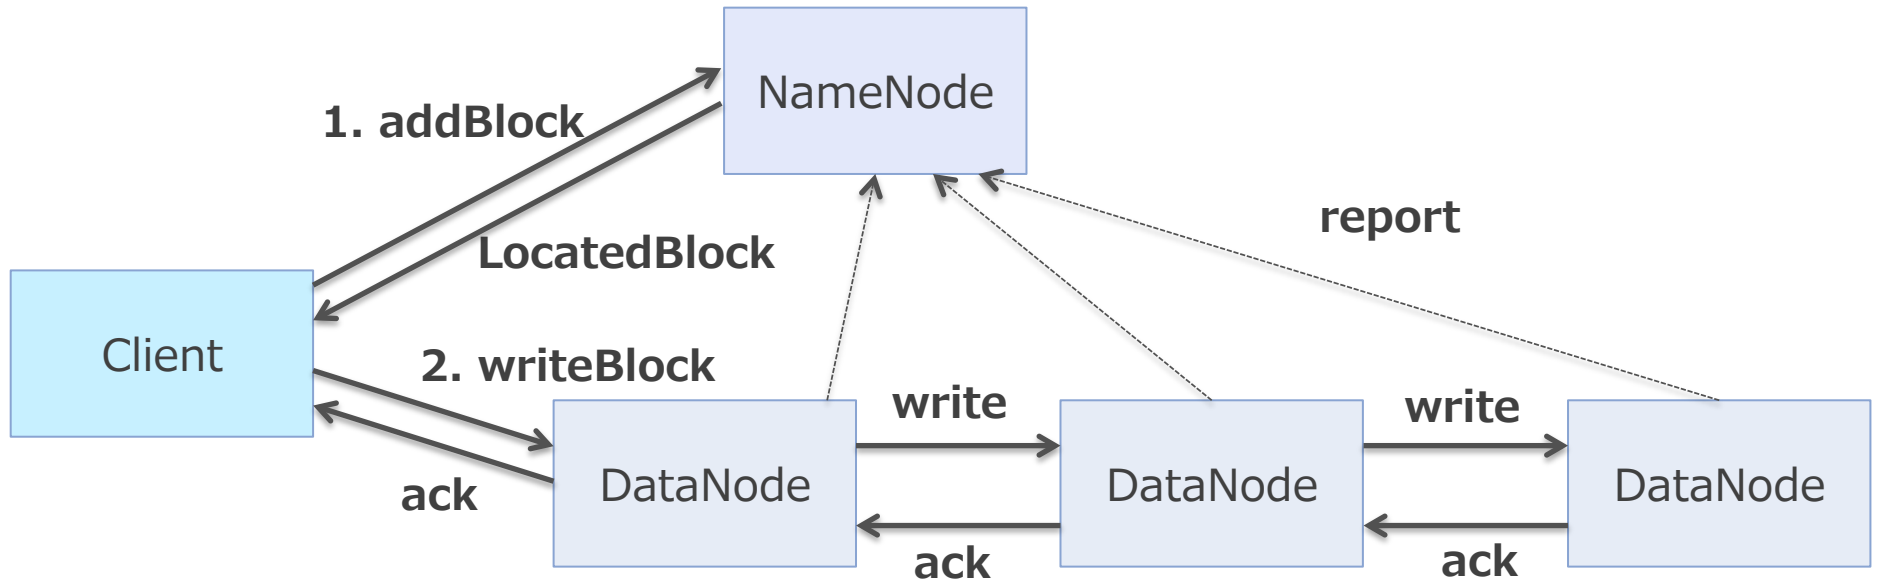 NameNode
1. addBlock
report
LocatedBlock
Client
2. writeBlock
write
write
DataNode
DataNode
DataNode
ack
ack
ack